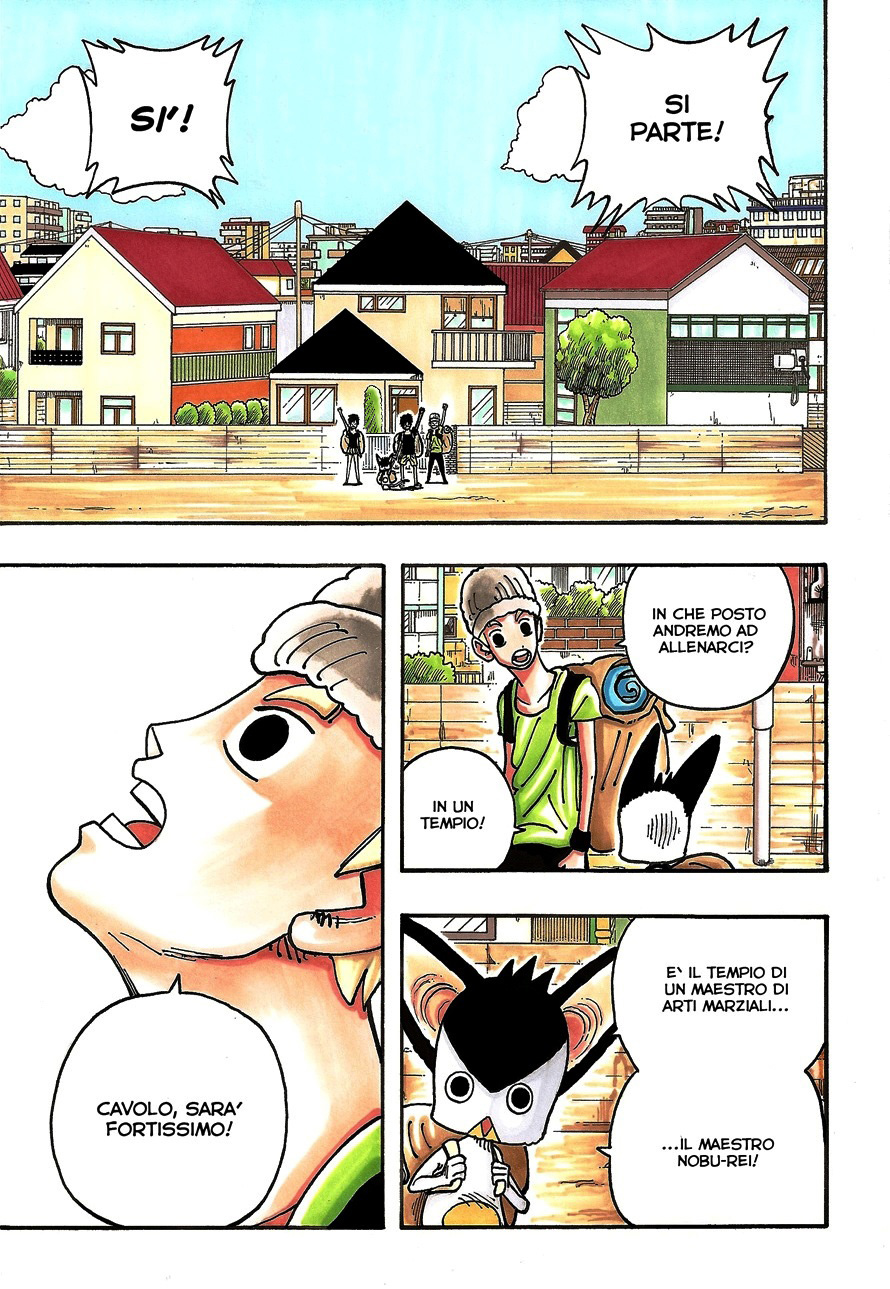 SI
PARTE!
SI'!
IN CHE POSTO
ANDREMO AD
ALLENARCI?
IN UN
TEMPIO!
E` IL TEMPIO DI
UN MAESTRO DI
ARTI MARZIALI...
...IL MAESTRO
NOBU-REI!
CAVOLO, SARA'
FORTISSIMO!